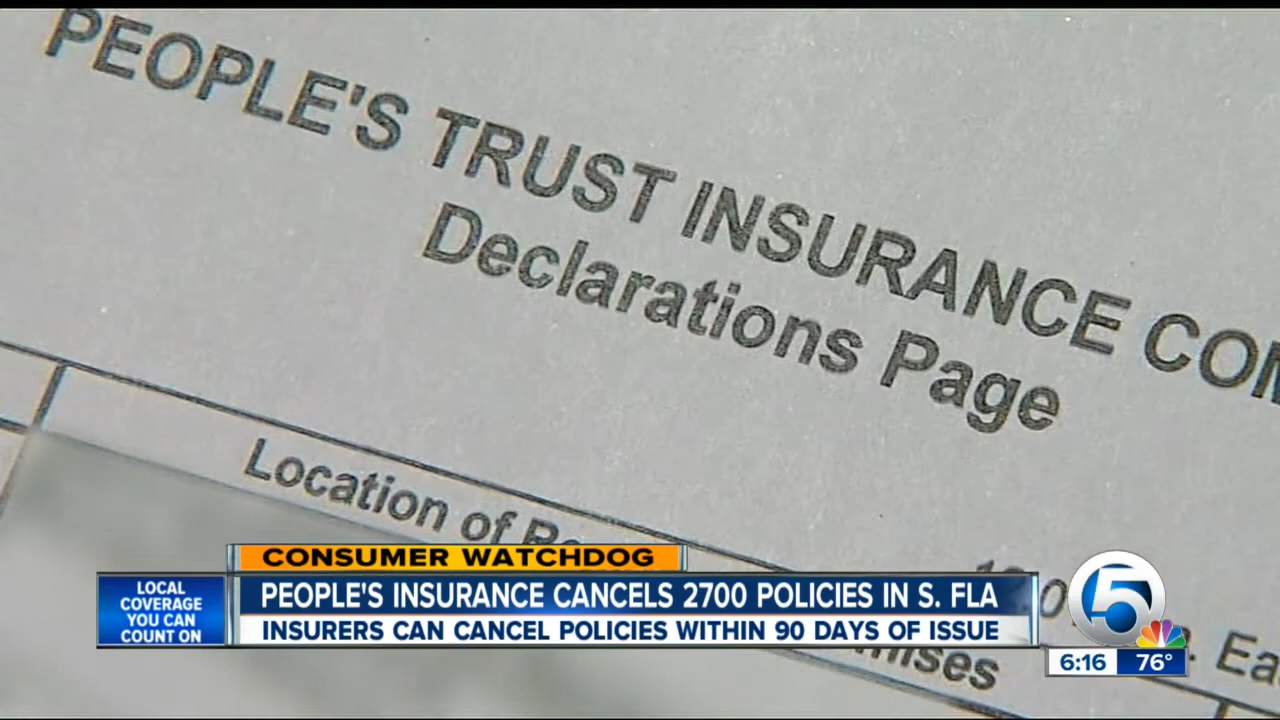 PEOPLE'S TRUST INSURANCE COM
Declarations Page
Location of
CONSUMER WATCHDOG
LOCAL
COVERAGE
YOU CAN
COUNT ON
PEOPLE'S INSURANCE CANCELS 2700 POLICIES IN S. FLA
INSURERS CAN CANCEL POLICIES WITHIN 90 DAYS OF ISSUE
5
6:16 76°